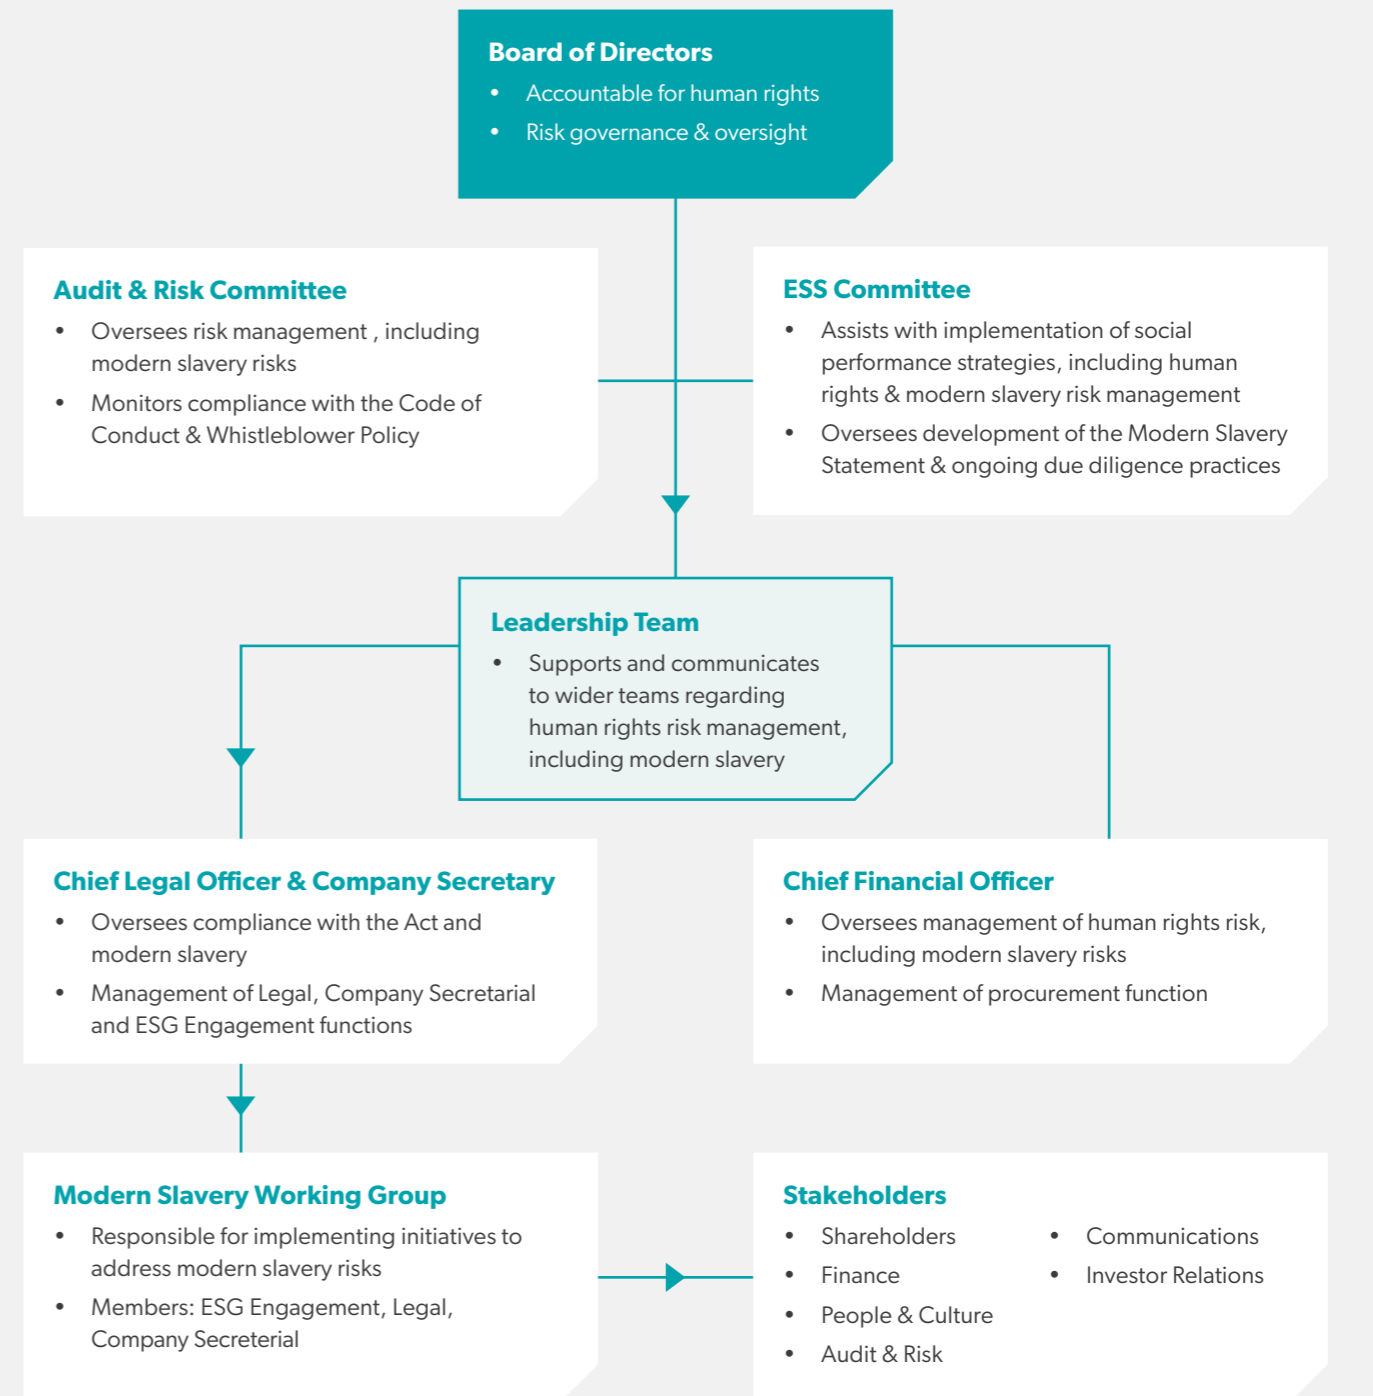 Board of Directors
• Accountable for human rights
• Risk governance & oversight
Audit & Risk Committee
• Oversees risk management , including
modern slavery risks
• Monitors compliance with the Code of
Conduct & Whistleblower Policy
ESS Committee
• Assists with implementation of social
performance strategies, including human
rights & modern slavery risk management
• Oversees development of the Modern Slavery
Statement & ongoing due diligence practices
Leadership Team
• Supports and communicates
to wider teams regarding
human rights risk management,
including modern slavery
Chief Legal Officer & Company Secretary
• Oversees compliance with the Act and
modern slavery
• Management of Legal, Company Secretarial
and ESG Engagement functions
Chief Financial Officer
• Oversees management of human rights risk,
including modern slavery risks
• Management of procurement function
Modern Slavery Working Group
• Responsible for implementing initiatives to
address modern slavery risks
• Members: ESG Engagement, Legal,
Company Secreterial
Stakeholders
• Shareholders
• Finance
• People & Culture
• Audit & Risk
• Communications
• Investor Relations